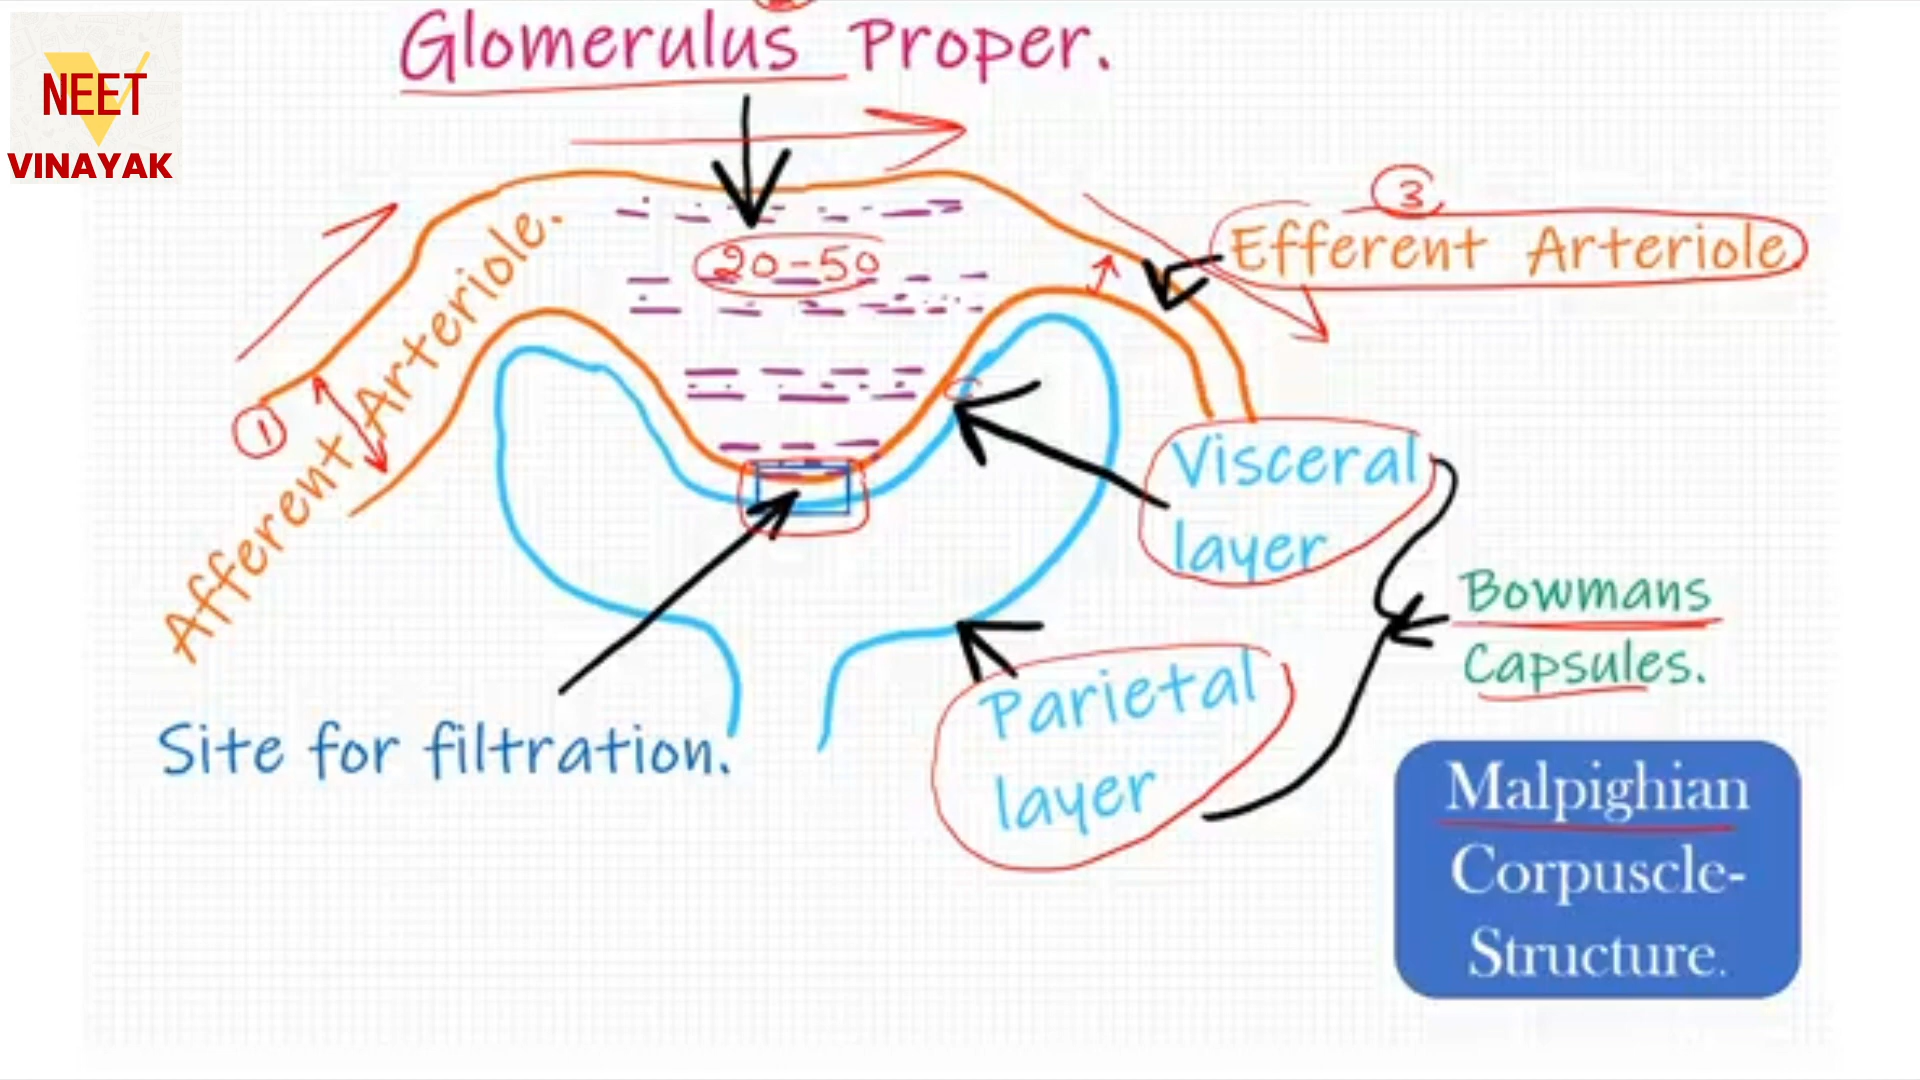 NEET
VINAYAK
Glomerulus Proper.
3
Efferent Arteriole
20-50
1
Afferent Arteriole.
Visceral
layer
Bowmans
Capsules.
Parietal
layer
Site for filtration.
Malpighian
Corpuscle-
Structure.